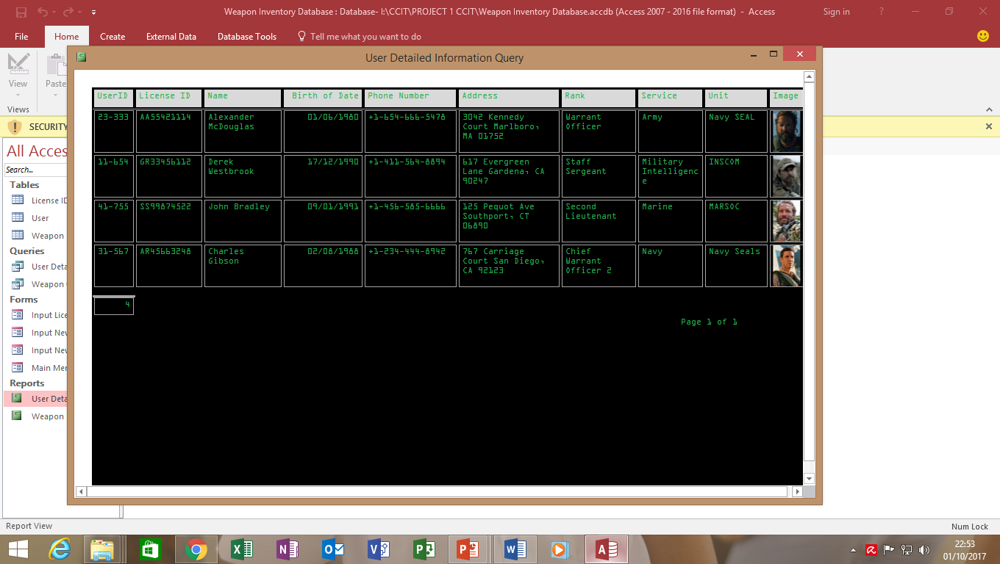 Weapon Inventory Database : Database- I:\CCIT\PROJECT 1 CCIT\Weapon Inventory Database.accdb (Access 2007 - 2016 file format) - Access
Sign in
?
File
Home
Create
External Data
Database Tools
Tell me what you want to do
View
Paste
Views
SECURITY
User Detailed Information Query
UserID License ID Name Birth of Date Phone Number Address Rank Service Unit Image
23-333 AA55421114 Alexander 01/06/1980 +1-654-666-5478 3042 Kennedy Warrant Army Navy SEAL
McDouglas Court Marlboro, Officer
MA 01752
11-654 GR33456112 Derek 17/12/1990 +1-411-564-8894 617 Evergreen Staff Military INSCOM
Westbrook Lane Gardena, CA Sergeant Intelligenc
90247 e
41-755 SS99874522 John Bradley 09/01/1991 +1-456-585-6666 125 Pequot Ave Second Marine MARSOC
Southport, CT Lieutenant
06890
31-567 AR45663248 Charles 02/08/1988 +1-234-444-8942 767 Carriage Chief Navy Navy Seals
Gibson Court San Diego, Warrant
CA 92123 Officer 2
4
Page 1 of 1
All Acces
Search...
Tables
License ID
User
Weapon
Queries
User Deta
Weapon
Forms
Input Lice
Input New
Input New
Main Men
Reports
User Deta
Weapon
Report View
Num Lock
22:53
01/10/2017